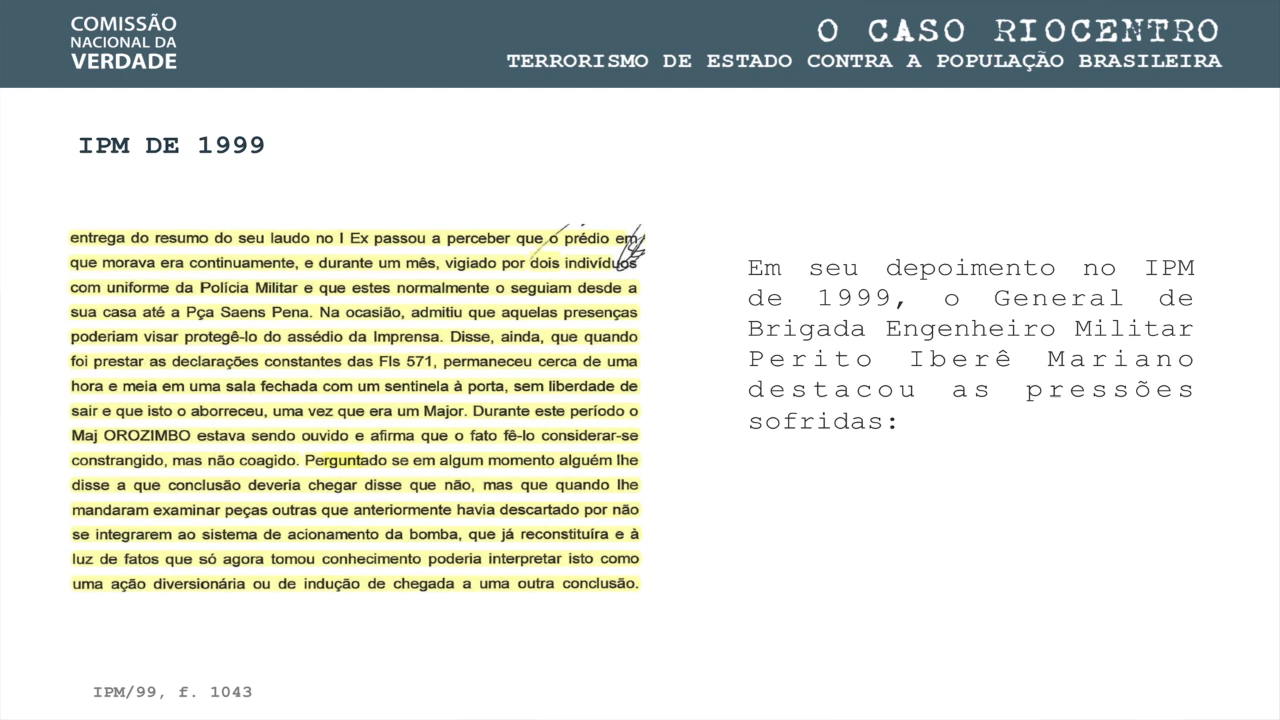 COMISSÃO
NACIONAL DA
VERDADE
O CASO RIOCENTRO
TERRORISMO DE ESTADO CONTRA A POPULAÇÃO BRASILEIRA
IPM DE 1999
entrega do resumo do seu laudo no I Ex passou a perceber que o prédio em
que morava era continuamente, e durante um mês, vigiado por dois indivíduos
com uniforme da Polícia Militar e que estes normalmente o seguiam desde a
sua casa até a Pça Saens Pena. Na ocasião, admitiu que aquelas presenças
poderiam visar protegê-lo do assédio da Imprensa. Disse, ainda, que quando
foi prestar as declarações constantes das Fls 571, permaneceu cerca de uma
hora e meia em uma sala fechada com um sentinela à porta, sem liberdade de
sair e que isto o aborreceu, uma vez que era um Major. Durante este período o
Maj OROZIMBO estava sendo ouvido e afirma que o fato fê-lo considerar-se
constrangido, mas não coagido. Perguntado se em algum momento alguém lhe
disse a que conclusão deveria chegar disse que não, mas que quando lhe
mandaram examinar peças outras que anteriormente havia descartado por não
se integrarem ao sistema de acionamento da bomba, que já reconstituíra e à
luz de fatos que só agora tomou conhecimento poderia interpretar isto como
uma ação diversionária ou de indução de chegada a uma outra conclusão.
Em seu depoimento no IPM
de 1999, o General de
Brigada Engenheiro Militar
Perito Iberê Mariano
destacou as pressões
sofridas:
IPM/99, f. 1043